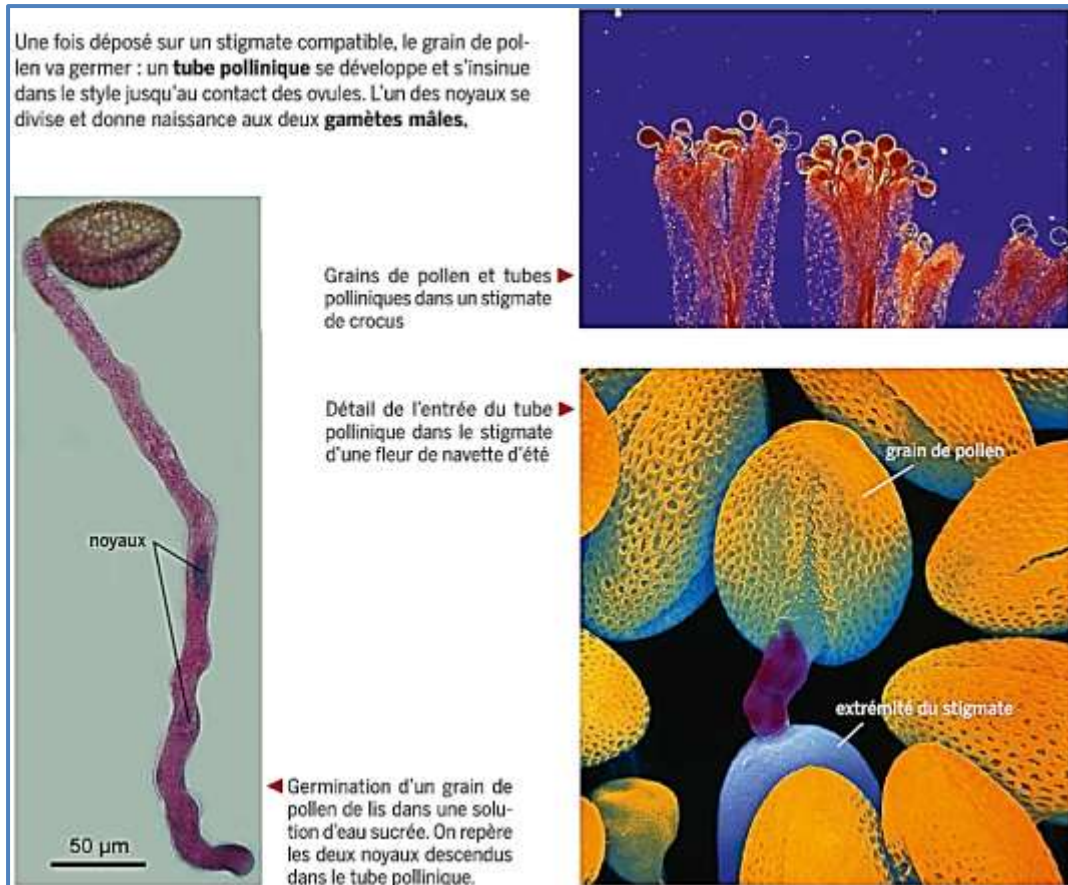 Une fois déposé sur un stigmate compatible, le grain de pol-
len va germer : un tube pollinique se développe et s'insinue
dans le style jusqu'au contact des ovules. L'un des noyaux se
divise et donne naissance aux deux gamètes mâles.
Grains de pollen et tubes
polliniques dans un stigmate
de crocus
Détail de l'entrée du tube
pollinique dans le stigmate
d'une fleur de navette d'été
grain de pollen
noyaux
extrémité du stigmate
Germination d'un grain de
pollen de lis dans une solu-
tion d'eau sucrée. On repère
les deux noyaux descendus
dans le tube pollinique.
50 µm